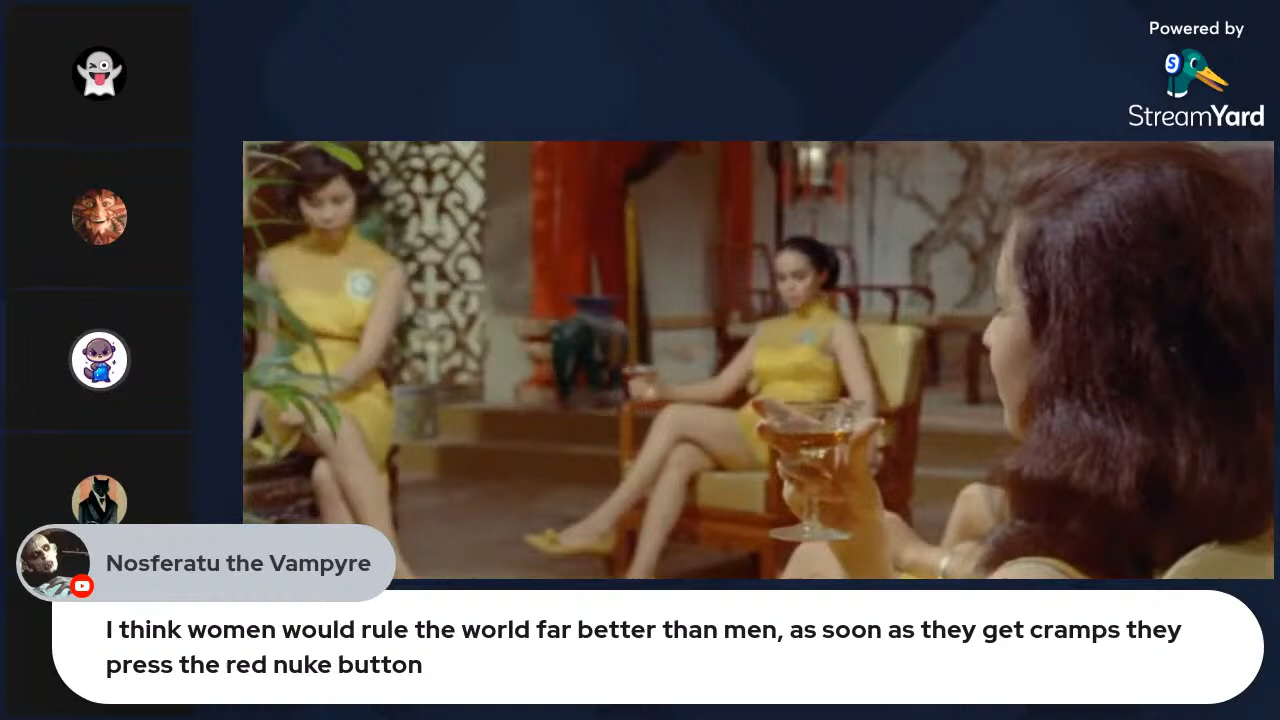 Powered by
StreamYard
Nosferatu the Vampyre
I think women would rule the world far better than men, as soon as they get cramps they
press the red nuke button